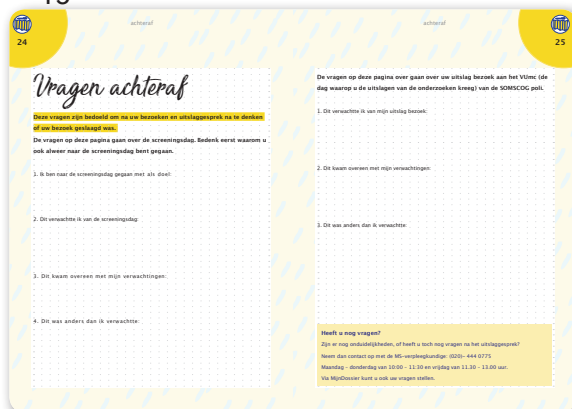 achteraf
24
Vragen achteraf
Deze vragen zijn bedoeld om na uw bezoeken en uitslaggesprek na te denken
of uw bezoek geslaagd was.
De vragen op deze pagina gaan over de screeningsdag. Bedenk eerst waarom u
ook alweer naar de screeningsdag bent gegaan.
1. Ik ben naar de screeningsdag gegaan met als doel:
2. Dit verwachtte ik van de screeningsdag:
3. Dit kwam overeen met mijn verwachtingen:
4. Dit was anders dan ik verwachtte:
achteraf
25
De vragen op deze pagina over gaan over uw uitslag bezoek aan het VUmc (de
dag waarop u de uitslagen van de onderzoeken kreeg) van de SOMSCOG poli.
1. Dit verwachtte ik van mijn uitslag bezoek:
2. Dit kwam overeen met mijn verwachtingen:
3. Dit was anders dan ik verwachtte:
Heeft u nog vragen?
Zijn er nog onduidelijkheden, of heeft u toch nog vragen na het uitslaggesprek?
Neem dan contact op met de MS-verpleegkundige: (020)- 444 0775
Maandag - donderdag van 10:00 - 11:30 en vrijdag van 11.30 - 13.00 uur.
Via MijnDossier kunt u ook uw vragen stellen.